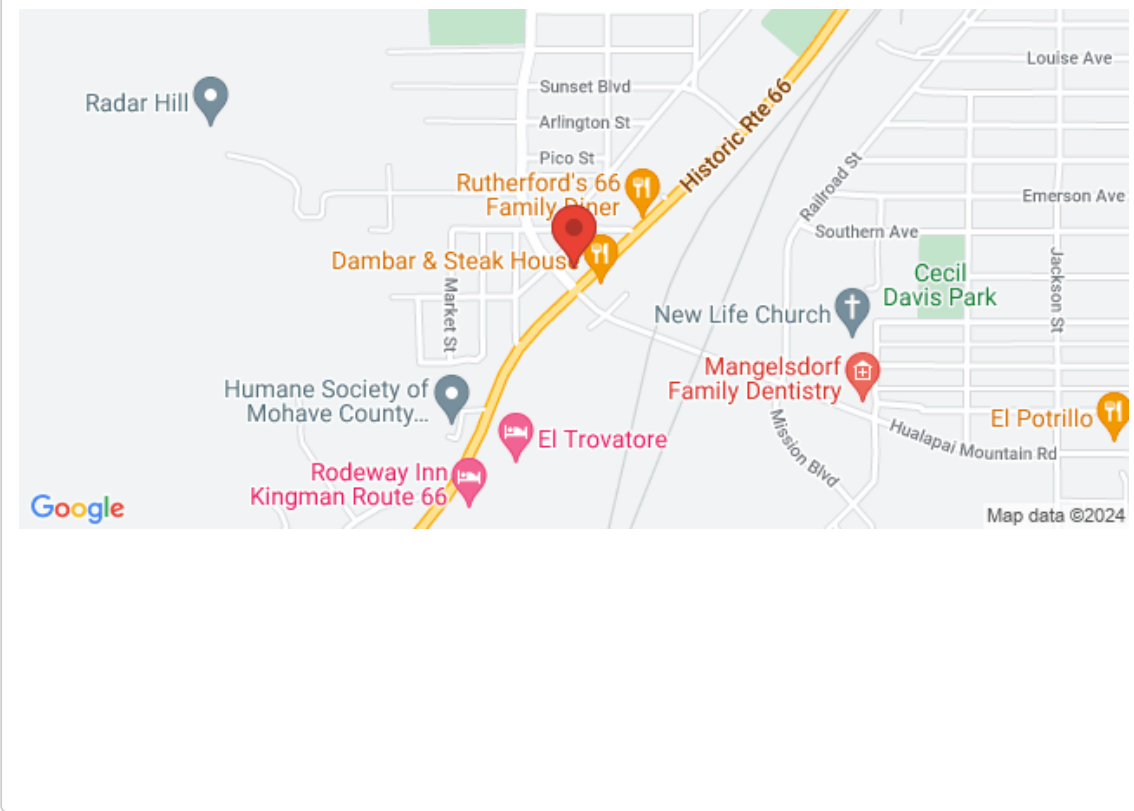 Louise Ave
Sunset Blvd
Radar Hill
Arlington St
Historic Rte 66
Pico St
Railroad St
Rutherford's 66
Family Diner
Emerson Ave
Southern Ave
Dambar & Steak House
Cecil
Davis Park
Jackson St
Market St
New Life Church
Mangelsdorf
Family Dentistry
Humane Society of
Mohave County...
El Potrillo
Hualapai Mountain Rd
Mission Blvd
El Trovatore
Rodeway Inn
Kingman Route 66
Google
Map data ©2024